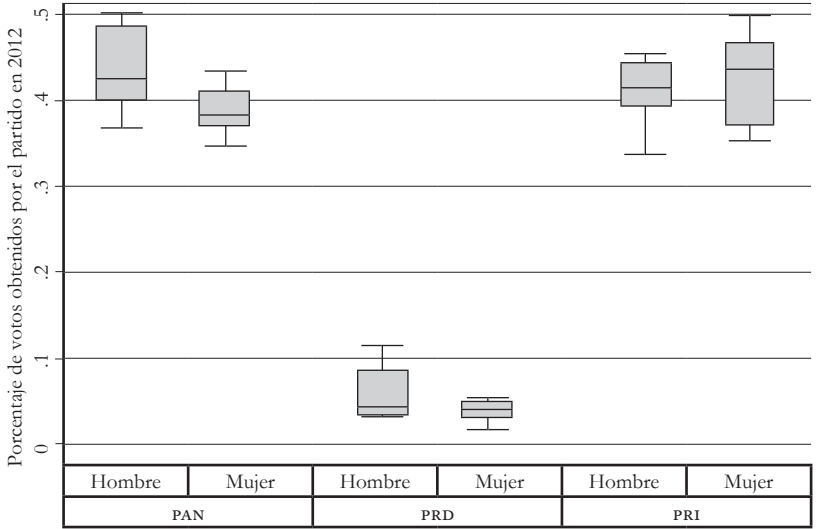 Porcentaje de votos obtenidos por el partido en 2012
.5
.4
.3
.2
.1
0
Hombre Mujer Hombre Mujer Hombre Mujer
PAN PRD PRI